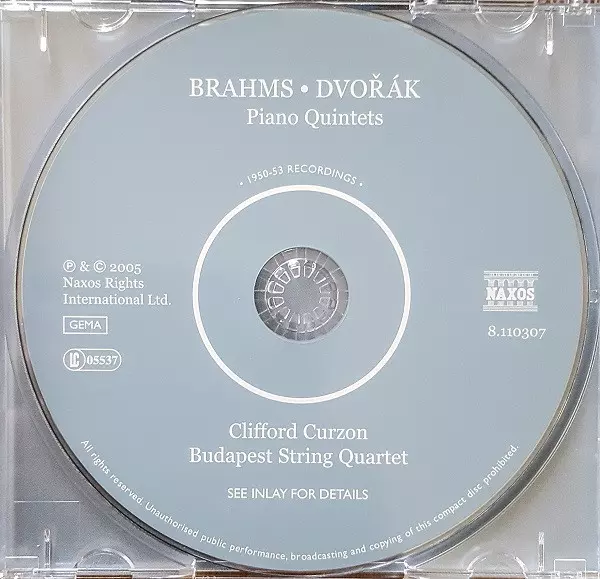 BRAHMS • DVOŘÁK
Piano Quintets
• 1950-53 RECORDINGS •
℗ & © 2005
Naxos Rights
International Ltd.
GEMA
LC 05537
NAXOS
8.110307
Clifford Curzon
Budapest String Quartet
SEE INLAY FOR DETAILS
All rights reserved. Unauthorised public performance, broadcasting and copying of this compact disc prohibited.